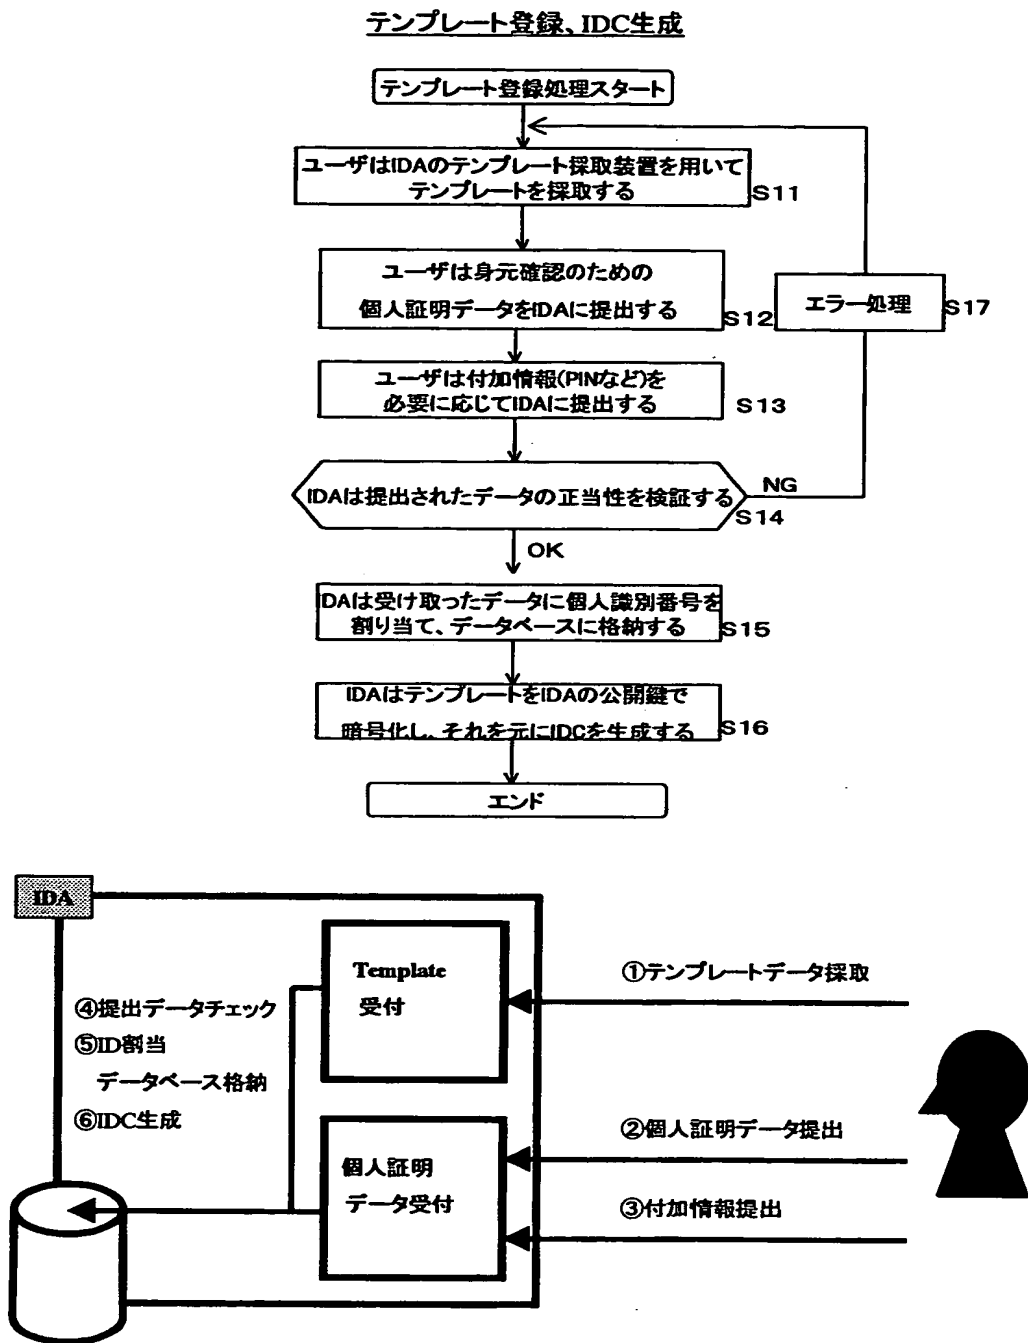 テンプレート登録、IDC生成
テンプレート登録処理スタート
ユーザはIDAのテンプレート採取装置を用いて
テンプレートを採取する
S11
ユーザは身元確認のための
個人証明データをIDAに提出する
S12
エラー処理
S17
ユーザは付加情報(PINなど)を
必要に応じてIDAに提出する
S13
IDAは提出されたデータの正当性を検証する
NG
S14
OK
IDAは受け取ったデータに個人識別番号を
割り当て、データベースに格納する
S15
IDAはテンプレートをIDAの公開鍵で
暗号化し、それを元にIDCを生成する
S16
エンド
IDA
Template
受付
①テンプレートデータ採取
④提出データチェック
⑤ID割当
データベース格納
⑥IDC生成
②個人証明データ提出
個人証明
データ受付
③付加情報提出